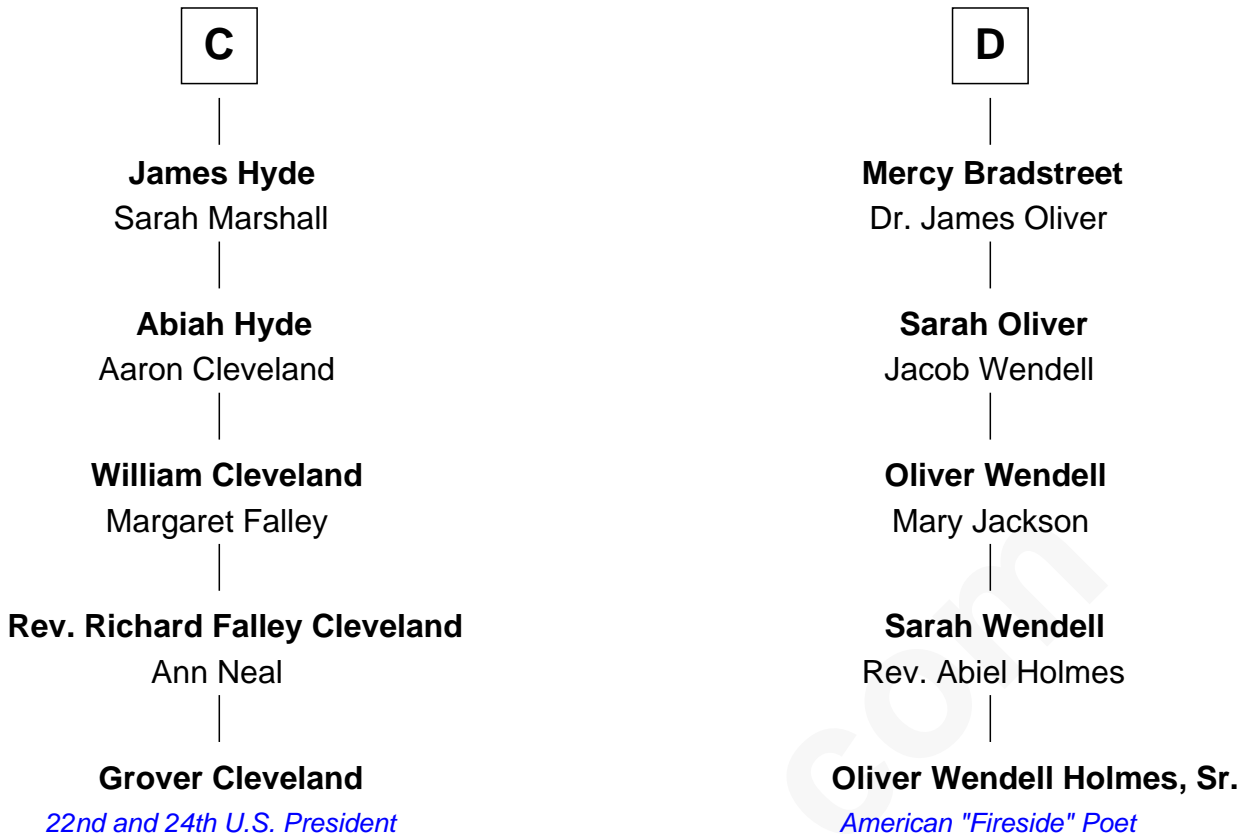 C
James Hyde
Sarah Marshall
Abiah Hyde
Aaron Cleveland
William Cleveland
Margaret Falley
Rev. Richard Falley Cleveland
Ann Neal
Grover Cleveland
22nd and 24th U.S. President
D
Mercy Bradstreet
Dr. James Oliver
Sarah Oliver
Jacob Wendell
Oliver Wendell
Mary Jackson
Sarah Wendell
Rev. Abiel Holmes
Oliver Wendell Holmes, Sr.
American "Fireside" Poet
com